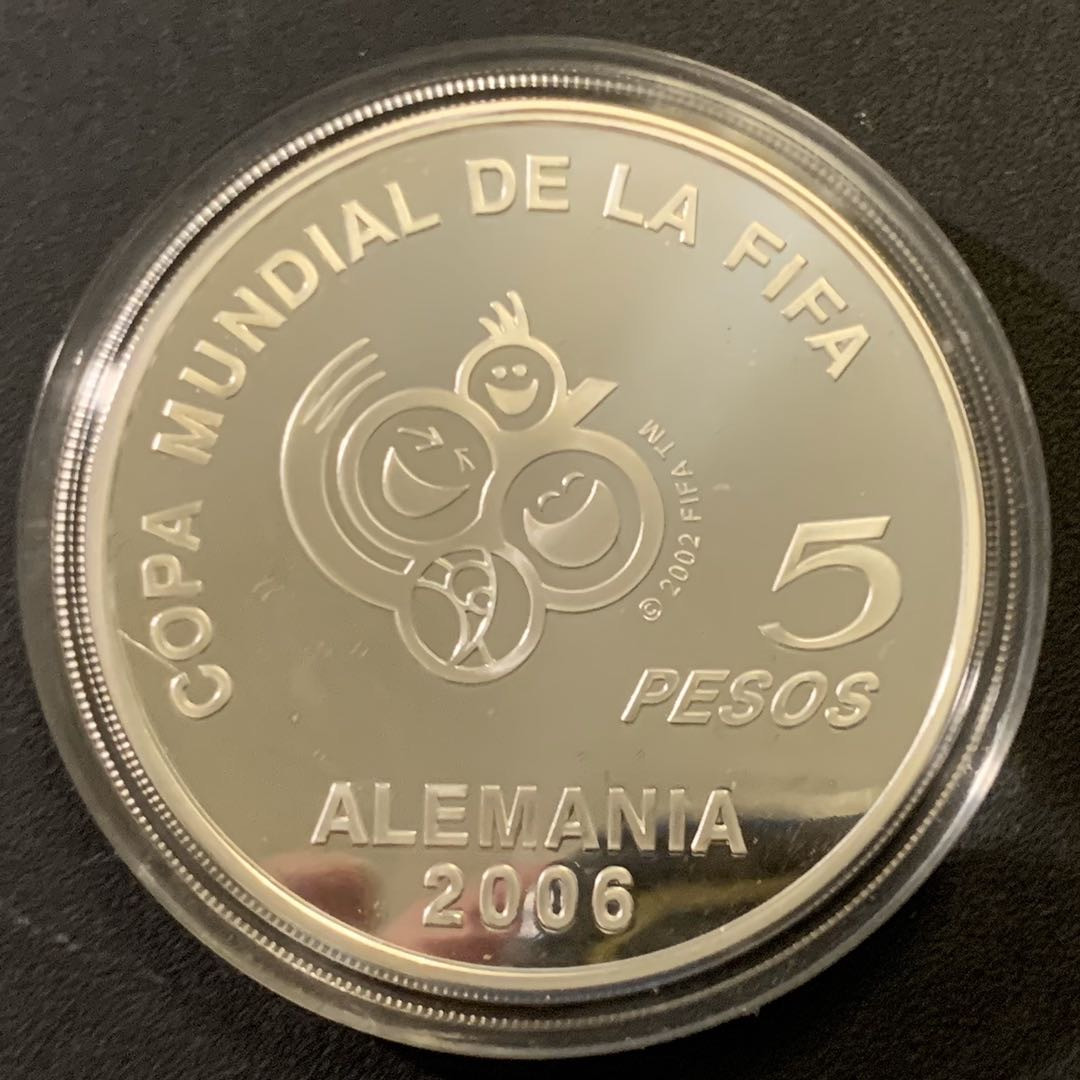 COPA MUNDIAL DE LA FIFA
© 2002 FIFA TM
5
PESOS
ALEMANIA
2006